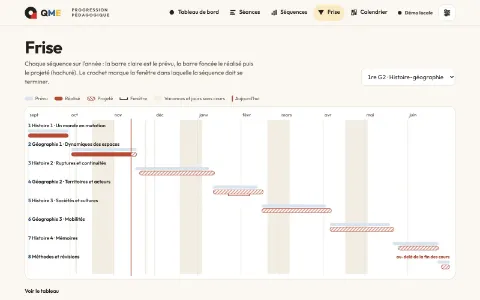 QME
PROGRESSION
PÉDAGOGIQUE
Tableau de bord
Séances
Séquences
Frise
Calendrier
Démo locale
Frise
Chaque séquence sur l'année : la barre claire est le prévu, la barre foncée le réalisé puis
le projeté (hachuré). Le crochet marque la fenêtre dans laquelle la séquence doit se
terminer.
1re G2 · Histoire-géographie
Prévu
Réalisé
Projeté
Fenêtre
Vacances et jours sans cours
Aujourd'hui
sept
oct
nov
déc
janv
févr
mars
avr
mai
juin
1 Histoire 1 · Un monde en mutation
2 Géographie 1 · Dynamiques des espaces
3 Histoire 2 · Ruptures et continuités
4 Géographie 2 · Territoires et acteurs
5 Histoire 3 · Sociétés et cultures
6 Géographie 3 · Mobilités
7 Histoire 4 · Mémoires
8 Méthodes et révisions
au-delà de la fin des cours
Voir le tableau